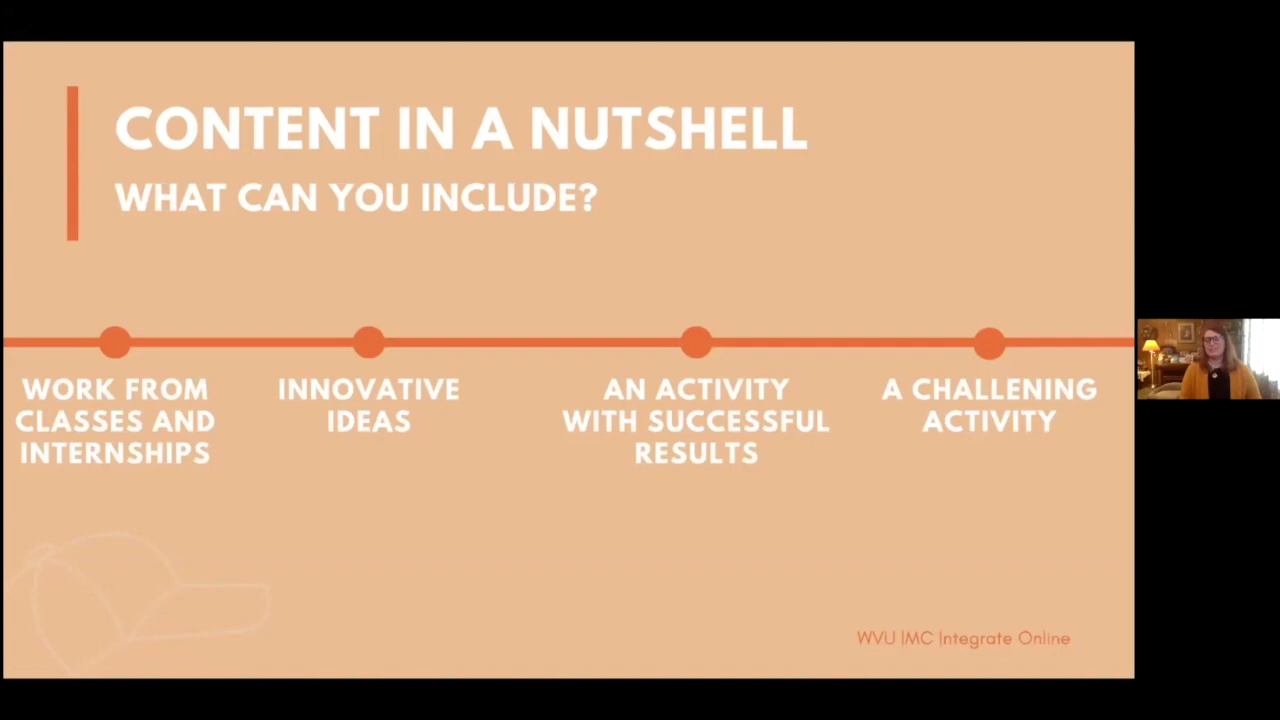 CONTENT IN A NUTSHELL
WHAT CAN YOU INCLUDE?
WORK FROM
CLASSES AND
INTERNSHIPS
INNOVATIVE
IDEAS
AN ACTIVITY
WITH SUCCESSFUL
RESULTS
A CHALLENING
ACTIVITY
WVU IMC Integrate Online